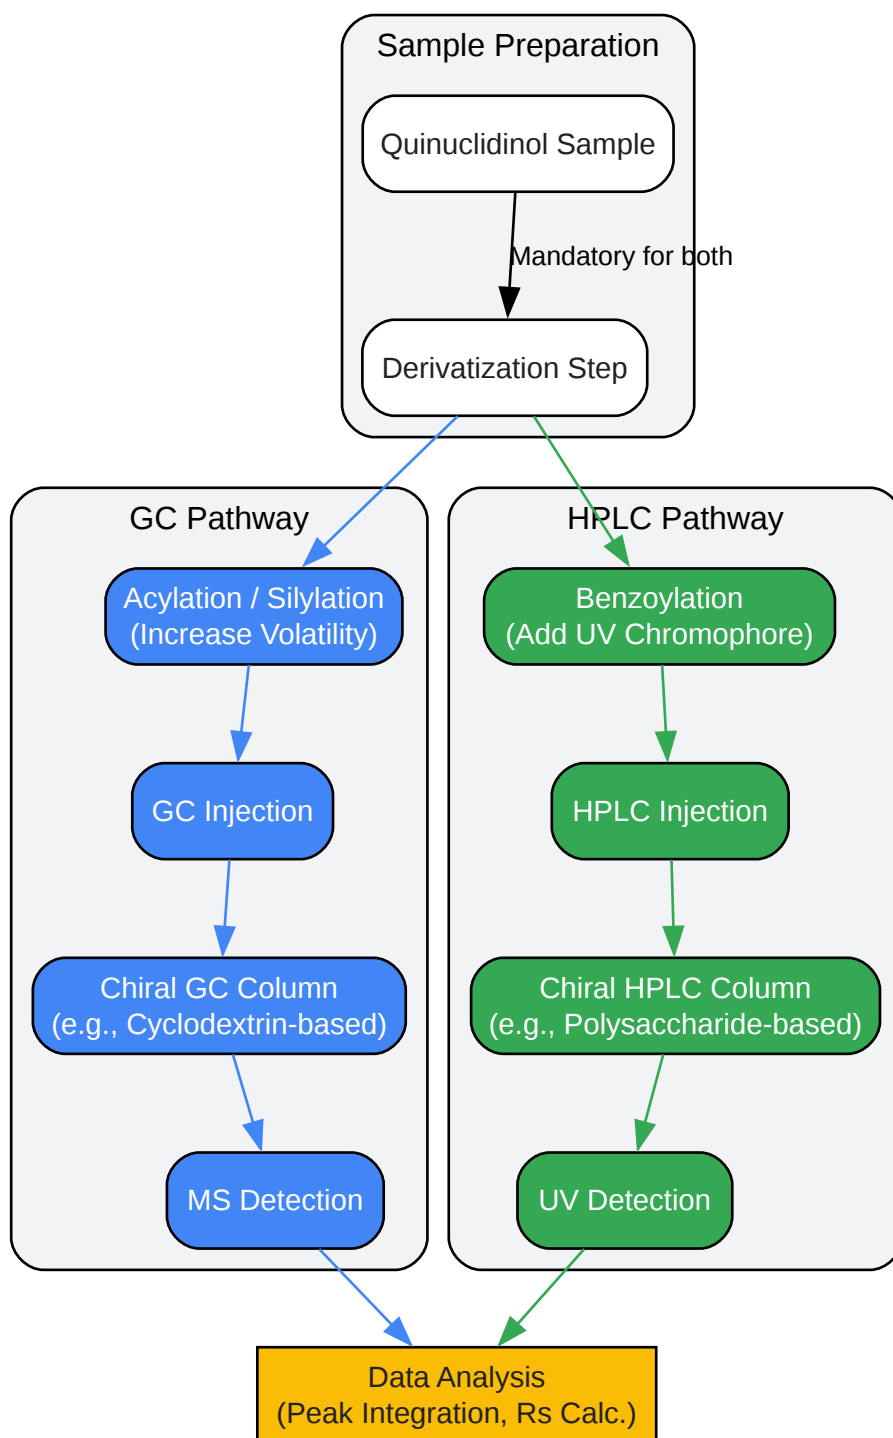 Sample Preparation
Quinuclidinol Sample
Mandatory for both
Derivatization Step
GC Pathway
Acylation / Silylation
(Increase Volatility)
GC Injection
Chiral GC Column
(e.g., Cyclodextrin-based)
MS Detection
HPLC Pathway
Benzoylation
(Add UV Chromophore)
HPLC Injection
Chiral HPLC Column
(e.g., Polysaccharide-based)
UV Detection
Data Analysis
(Peak Integration, Rs Calc.)